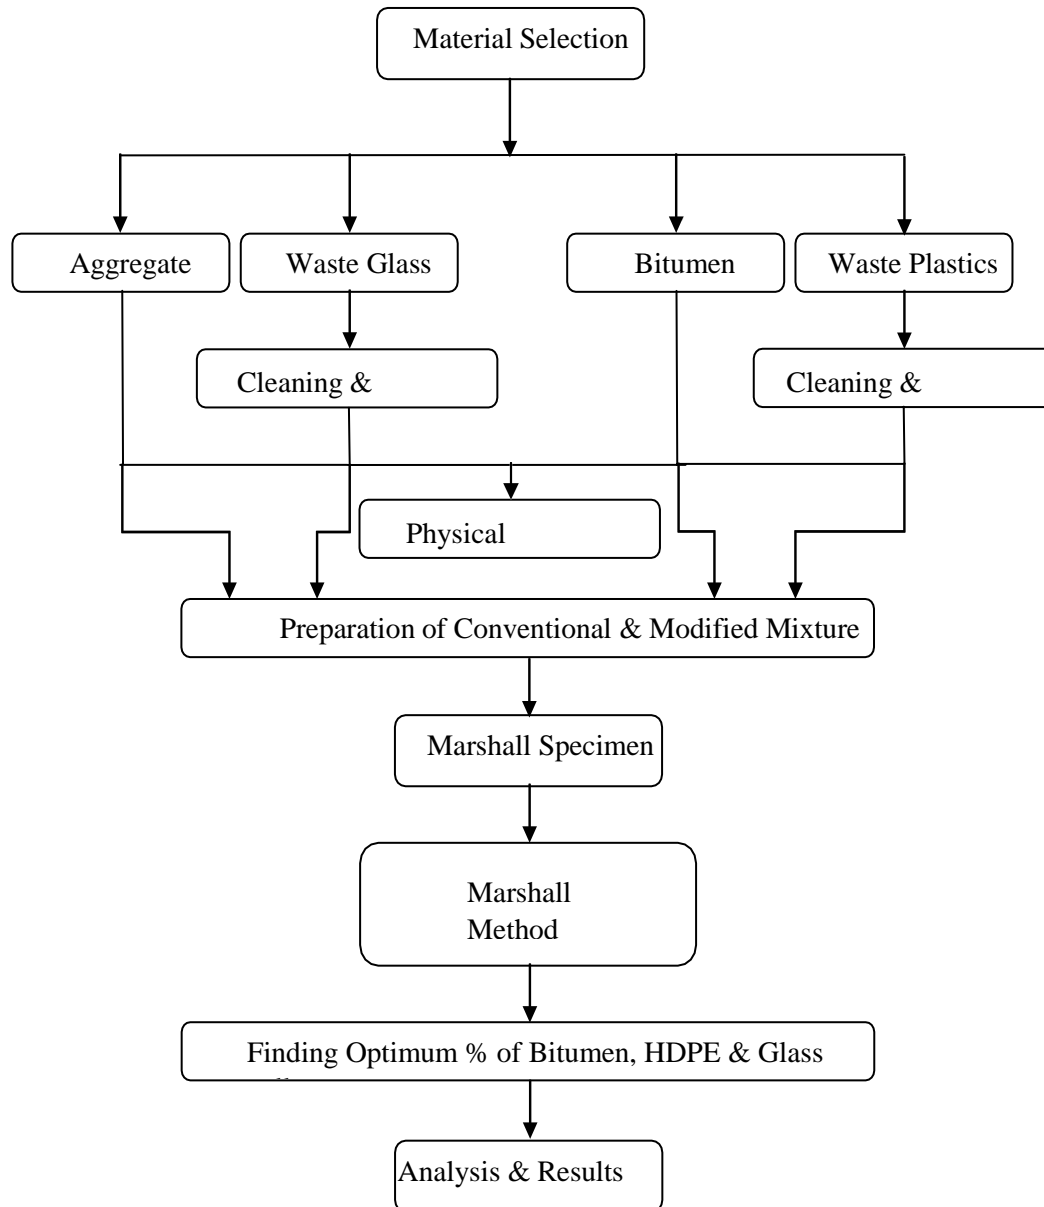 Material Selection
Aggregate
Waste Glass
Bitumen
Waste Plastics
Cleaning &
Cleaning &
Physical
Preparation of Conventional & Modified Mixture
Marshall Specimen
Marshall
Method
Finding Optimum % of Bitumen, HDPE & Glass
Analysis & Results